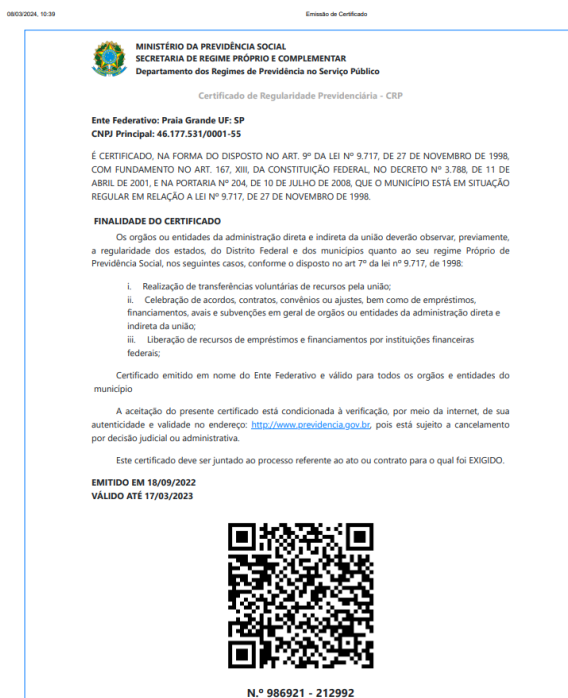 08/03/2024, 10:39
Emissão de Certificado
MINISTÉRIO DA PREVIDÊNCIA SOCIAL
SECRETARIA DE REGIME PRÓPRIO E COMPLEMENTAR
Departamento dos Regimes de Previdência no Serviço Público
Certificado de Regularidade Previdenciária - CRP
Ente Federativo: Praia Grande UF: SP
CNPJ Principal: 46.177.531/0001-55
É CERTIFICADO, NA FORMA DO DISPOSTO NO ART. 9º DA LEI Nº 9.717, DE 27 DE NOVEMBRO DE 1998,
COM FUNDAMENTO NO ART. 167, XIII, DA CONSTITUIÇÃO FEDERAL, NO DECRETO Nº 3.788, DE 11 DE
ABRIL DE 2001, E NA PORTARIA Nº 204, DE 10 DE JULHO DE 2008, QUE O MUNICÍPIO ESTÁ EM SITUAÇÃO
REGULAR EM RELAÇÃO A LEI Nº 9.717, DE 27 DE NOVEMBRO DE 1998.
FINALIDADE DO CERTIFICADO
Os orgãos ou entidades da administração direta e indireta da união deverão observar, previamente,
a regularidade dos estados, do Distrito Federal e dos municípios quanto ao seu regime Próprio de
Previdência Social, nos seguintes casos, conforme o disposto no art 7º da lei nº 9.717, de 1998:
i. Realização de transferências voluntárias de recursos pela união;
ii. Celebração de acordos, contratos, convênios ou ajustes, bem como de empréstimos,
financiamentos, avais e subvenções em geral de orgãos ou entidades da administração direta e
indireta da união;
iii. Liberação de recursos de empréstimos e financiamentos por instituições financeiras
federais;
Certificado emitido em nome do Ente Federativo e válido para todos os orgãos e entidades do
município
A aceitação do presente certificado está condicionada à verificação, por meio da internet, de sua
autenticidade e validade no endereço: http://www.previdencia.gov.br, pois está sujeito a cancelamento
por decisão judicial ou administrativa.
Este certificado deve ser juntado ao processo referente ao ato ou contrato para o qual foi EXIGIDO.
EMITIDO EM 18/09/2022
VÁLIDO ATÉ 17/03/2023
N.º 986921 - 212992